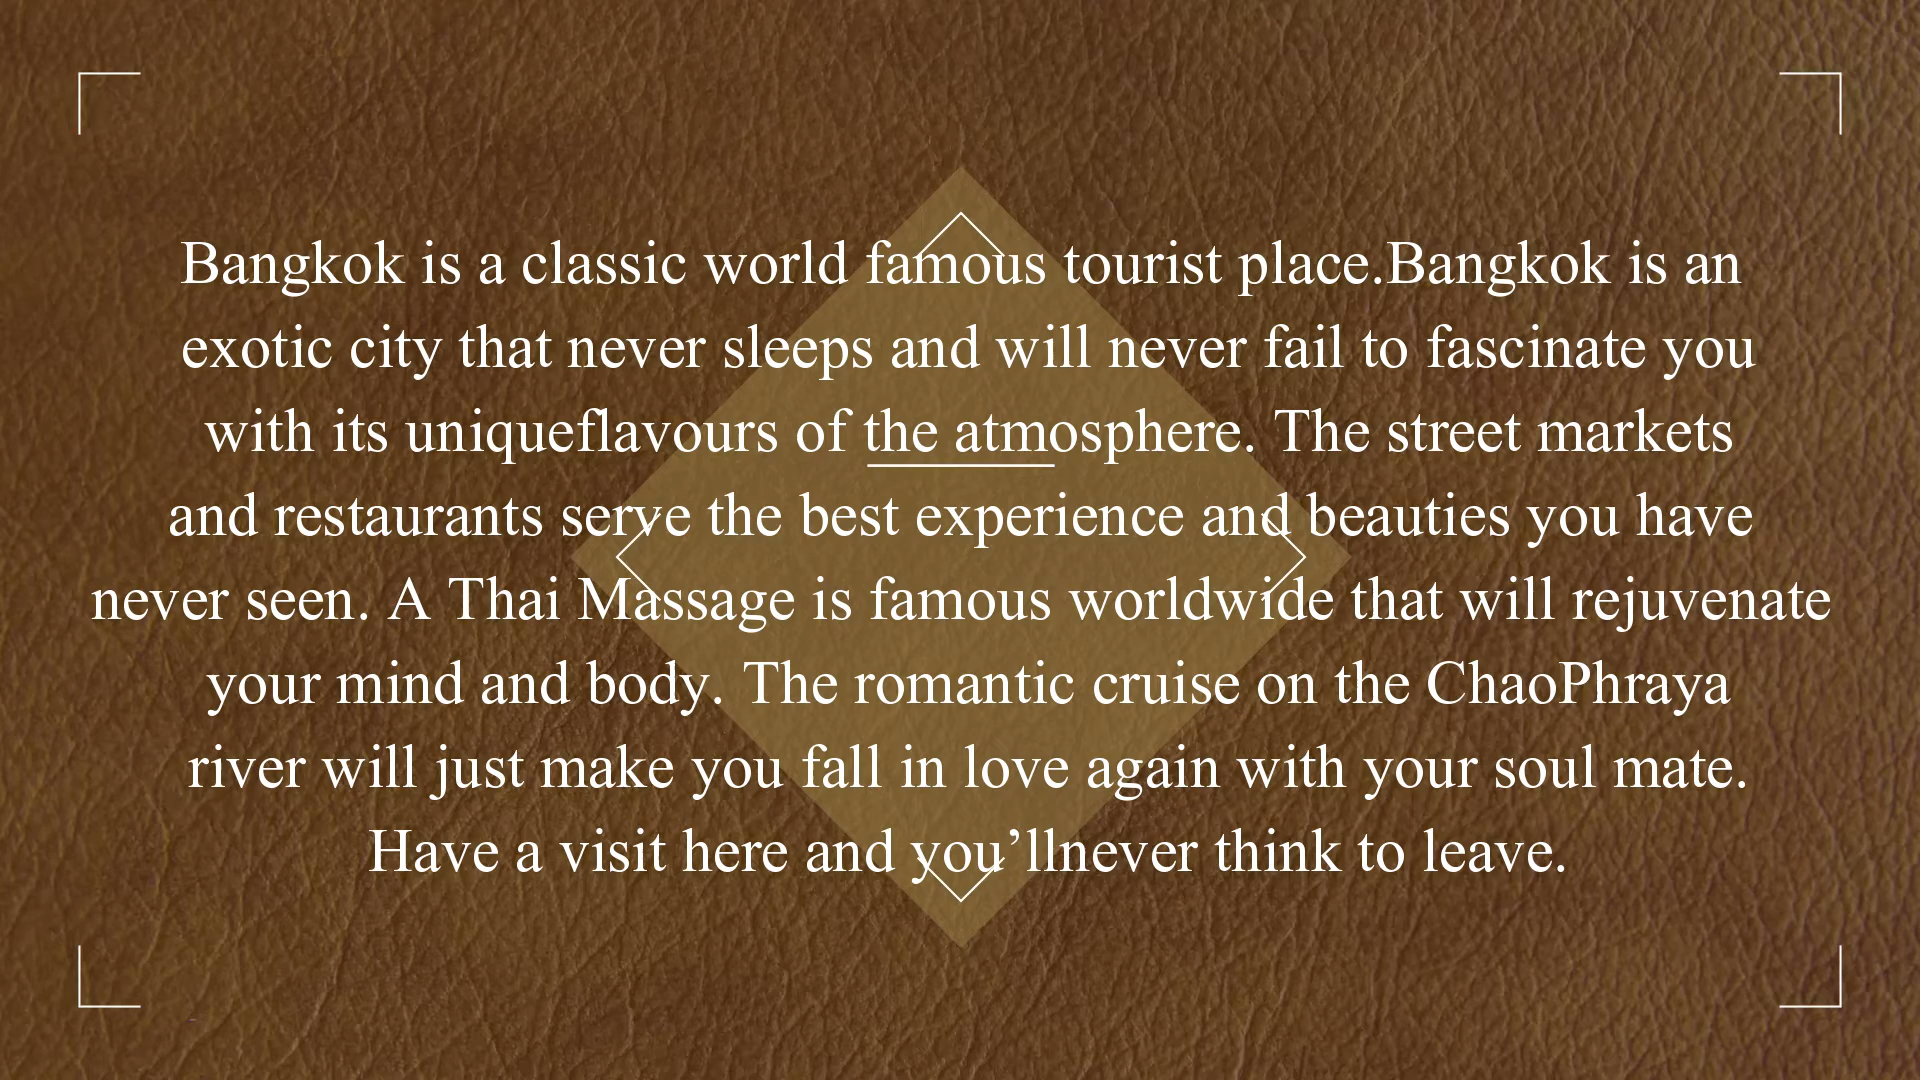 Bangkok is a classic world famous tourist place.Bangkok is an
exotic city that never sleeps and will never fail to fascinate you
with its uniqueflavours of the atmosphere. The street markets
and restaurants serve the best experience and beauties you have
never seen. A Thai Massage is famous worldwide that will rejuvenate
your mind and body. The romantic cruise on the ChaoPhraya
river will just make you fall in love again with your soul mate.
Have a visit here and you’llnever think to leave.